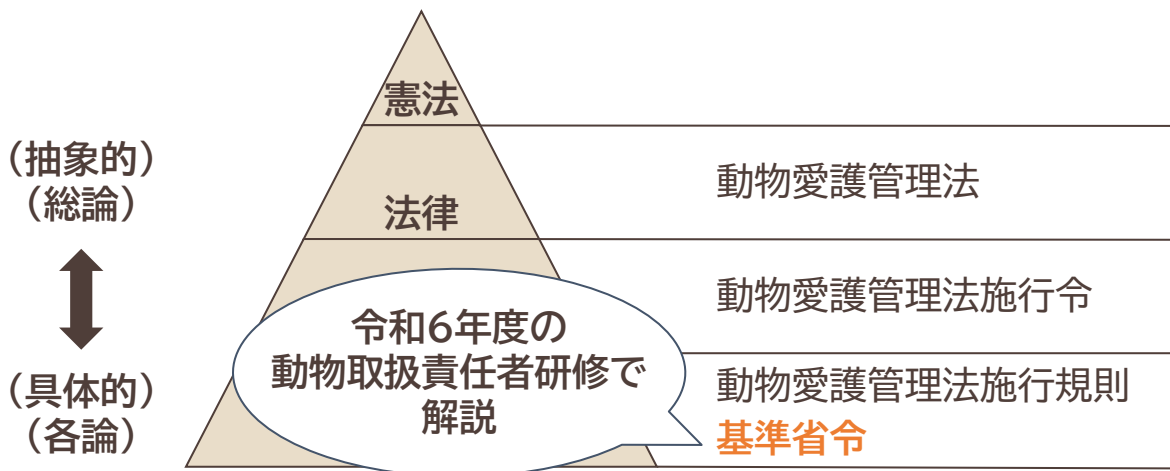 憲法
（抽象的）
（総論）
法律
動物愛護管理法
動物愛護管理法施行令
令和6年度の
動物取扱責任者研修で
解説
（具体的）
（各論）
動物愛護管理法施行規則
基準省令